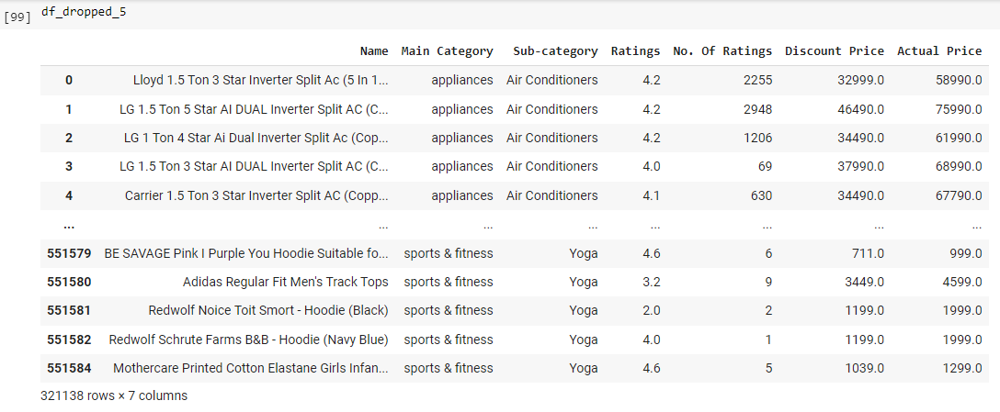 [99] df_dropped_5
Name Main Category Sub-category Ratings No. Of Ratings Discount Price Actual Price
0 Lloyd 1.5 Ton 3 Star Inverter Split Ac (5 In 1... appliances Air Conditioners 4.2 2255 32999.0 58990.0
1 LG 1.5 Ton 5 Star AI DUAL Inverter Split AC (C... appliances Air Conditioners 4.2 2948 46490.0 75990.0
2 LG 1 Ton 4 Star Ai Dual Inverter Split Ac (Cop... appliances Air Conditioners 4.2 1206 34490.0 61990.0
3 LG 1.5 Ton 3 Star AI DUAL Inverter Split AC (C... appliances Air Conditioners 4.0 69 37990.0 68990.0
4 Carrier 1.5 Ton 3 Star Inverter Split AC (Copp... appliances Air Conditioners 4.1 630 34490.0 67790.0
... ... ... ... ... ... ... ...
551579 BE SAVAGE Pink I Purple You Hoodie Suitable fo... sports & fitness Yoga 4.6 6 711.0 999.0
551580 Adidas Regular Fit Men's Track Tops sports & fitness Yoga 3.2 9 3449.0 4599.0
551581 Redwolf Noice Toit Smort - Hoodie (Black) sports & fitness Yoga 2.0 2 1199.0 1999.0
551582 Redwolf Schrute Farms B&B - Hoodie (Navy Blue) sports & fitness Yoga 4.0 1 1199.0 1999.0
551584 Mothercare Printed Cotton Elastane Girls Infan... sports & fitness Yoga 4.6 5 1039.0 1299.0
321138 rows × 7 columns